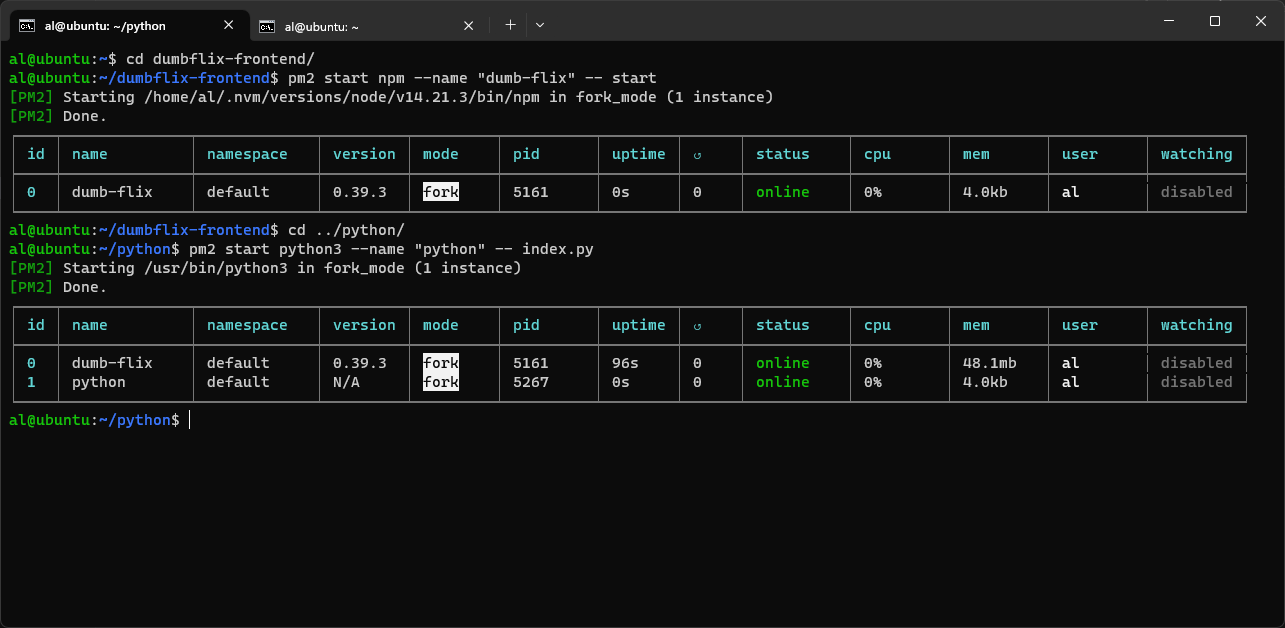 al@ubuntu: ~/python
al@ubuntu: ~
al@ubuntu:~$ cd dumbflix-frontend/
al@ubuntu:~/dumbflix-frontend$ pm2 start npm --name "dumb-flix" -- start
[PM2] Starting /home/al/.nvm/versions/node/v14.21.3/bin/npm in fork_mode (1 instance)
[PM2] Done.
id name namespace version mode pid uptime ↺ status cpu mem user watching
0 dumb-flix default 0.39.3 fork 5161 0s 0 online 0% 4.0kb al disabled
al@ubuntu:~/dumbflix-frontend$ cd ../python/
al@ubuntu:~/python$ pm2 start python3 --name "python" -- index.py
[PM2] Starting /usr/bin/python3 in fork_mode (1 instance)
[PM2] Done.
id name namespace version mode pid uptime ↺ status cpu mem user watching
0 dumb-flix default 0.39.3 fork 5161 96s 0 online 0% 48.1mb al disabled
1 python default N/A fork 5267 0s 0 online 0% 4.0kb al disabled
al@ubuntu:~/python$